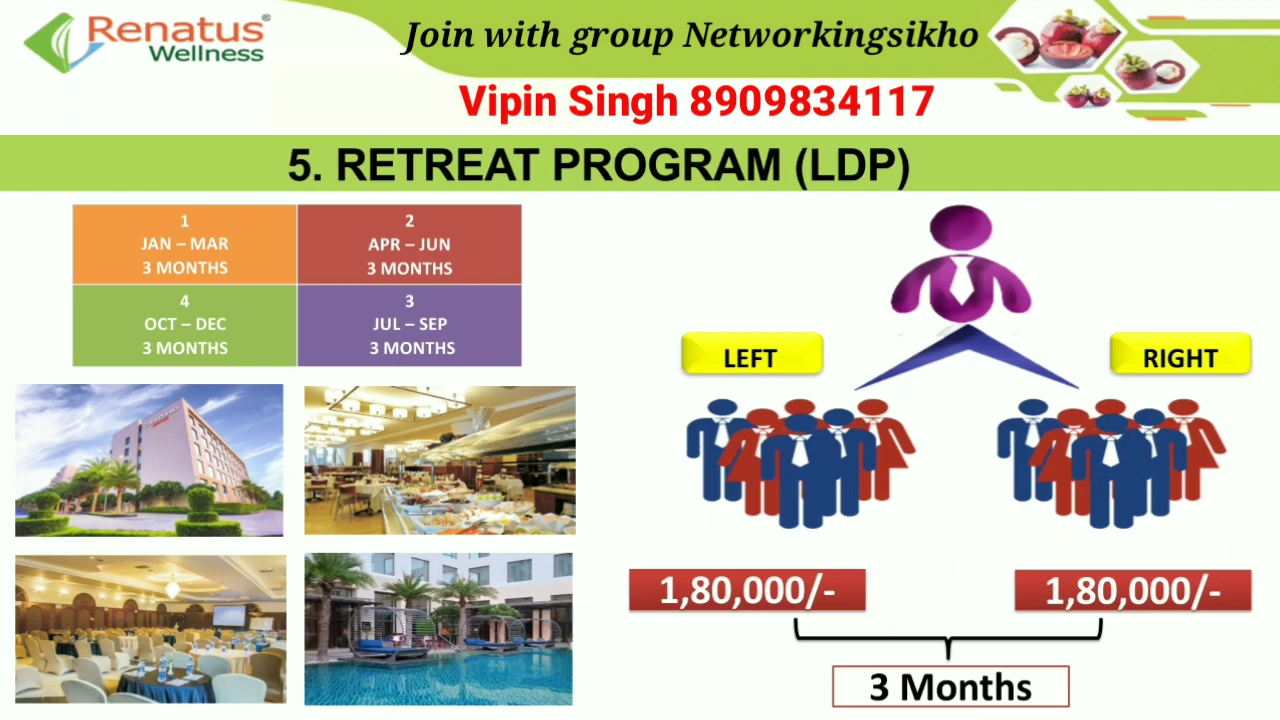 Renatus®
Wellness
Join with group Networkingsikho
Vipin Singh 8909834117
5. RETREAT PROGRAM (LDP)
1
JAN – MAR
3 MONTHS
2
APR – JUN
3 MONTHS
4
OCT – DEC
3 MONTHS
3
JUL – SEP
3 MONTHS
LEFT
RIGHT
1,80,000/-
1,80,000/-
3 Months